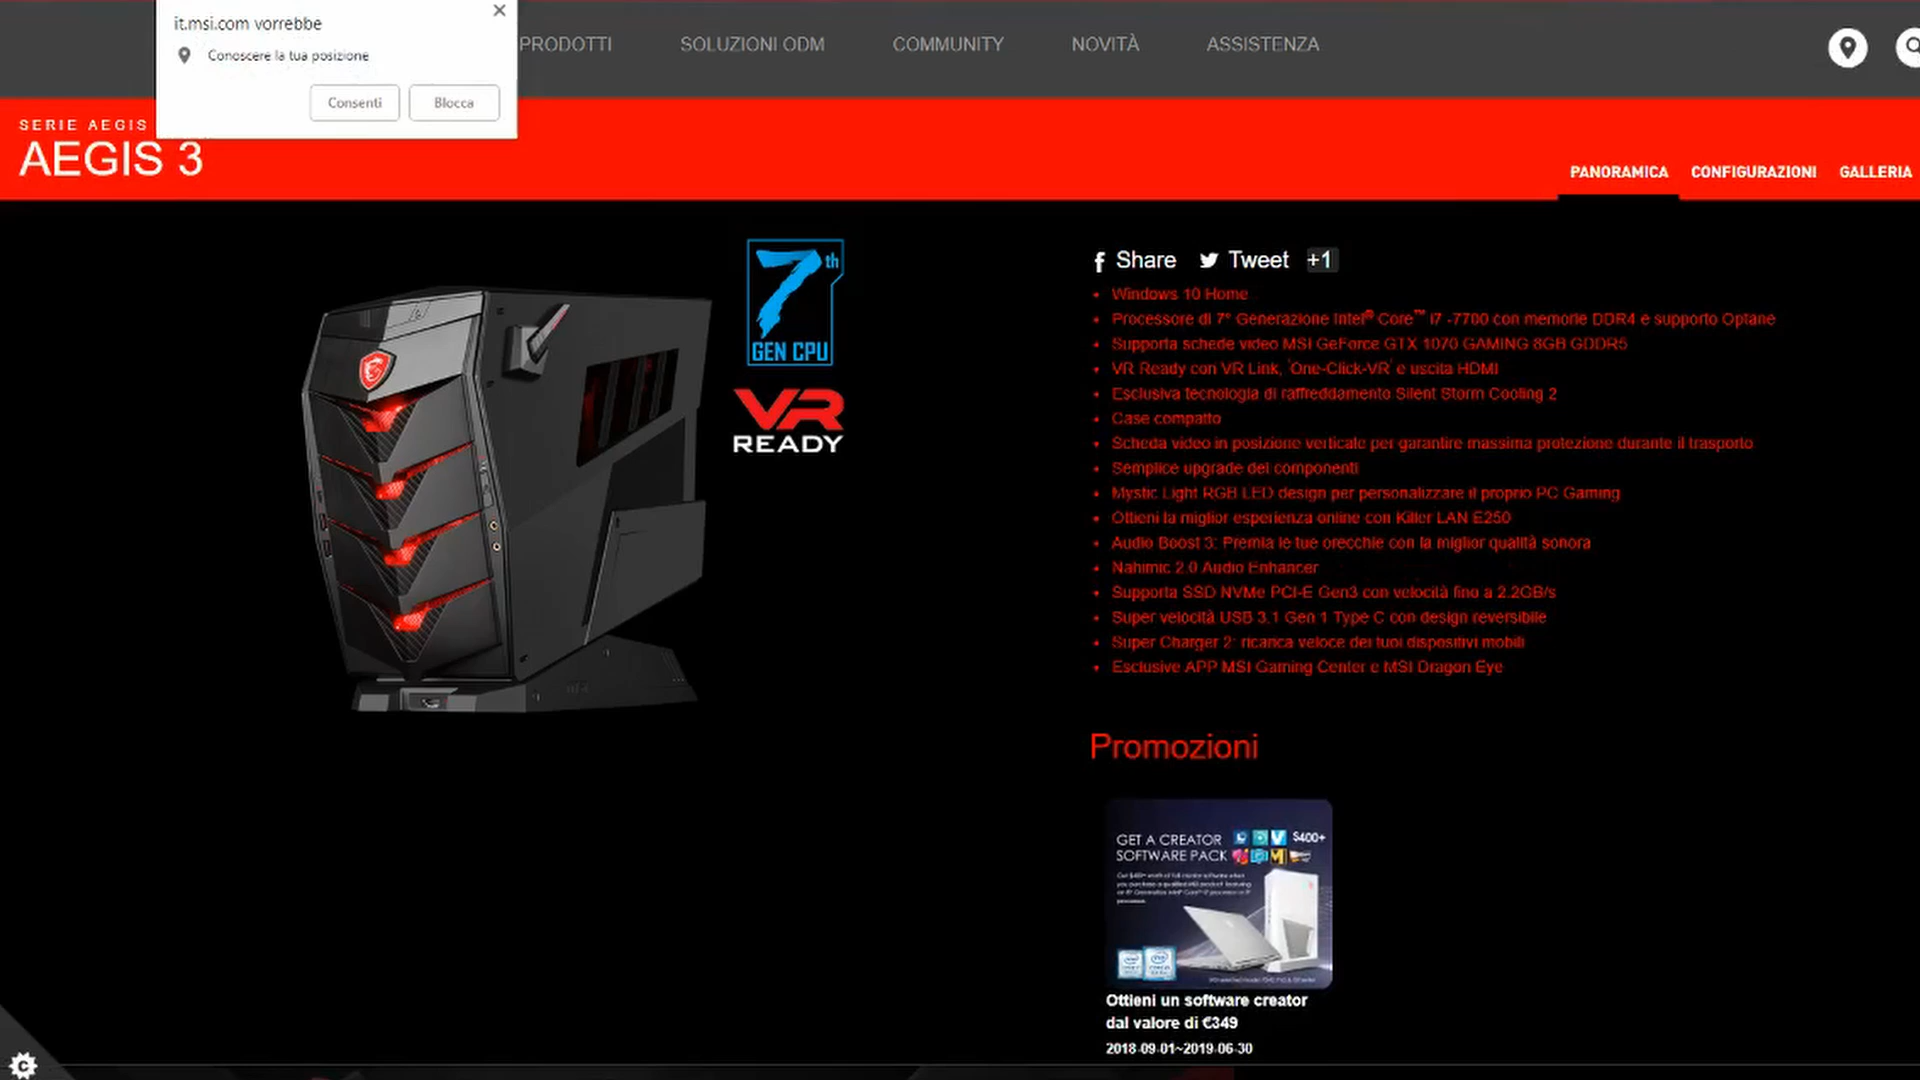 it.msi.com vorrebbe
Conoscere la tua posizione
Consenti
Blocca
PRODOTTI
SOLUZIONI ODM
COMMUNITY
NOVITÀ
ASSISTENZA
SERIE AEGIS
AEGIS 3
PANORAMICA
CONFIGURAZIONI
GALLERIA
7th
GEN CPU
VR
READY
Share
Tweet
+1
Windows 10 Home
Processore di 7° Generazione Intel® Core™ i7 -7700 con memorie DDR4 e supporto Optane
Supporta schede video MSI GeForce GTX 1070 GAMING 8GB GDDR5
VR Ready con VR Link, 'One-Click-VR' e uscita HDMI
Esclusiva tecnologia di raffreddamento Silent Storm Cooling 2
Case compatto
Scheda video in posizione verticale per garantire massima protezione durante il trasporto
Semplice upgrade dei componenti
Mystic Light RGB LED design per personalizzare il proprio PC Gaming
Ottieni la miglior esperienza online con Killer LAN E250
Audio Boost 3: Premia le tue orecchie con la miglior qualità sonora
Nahimic 2.0 Audio Enhancer
Supporta SSD NVMe PCI-E Gen3 con velocità fino a 2.2GB/s
Super velocità USB 3.1 Gen 1 Type C con design reversibile
Super Charger 2: ricarica veloce dei tuoi dispositivi mobili
Esclusive APP MSI Gaming Center e MSI Dragon Eye
Promozioni
GET A CREATOR
SOFTWARE PACK
$400+
Ottieni un software creator
dal valore di €349
2018-09-01~2019-06-30